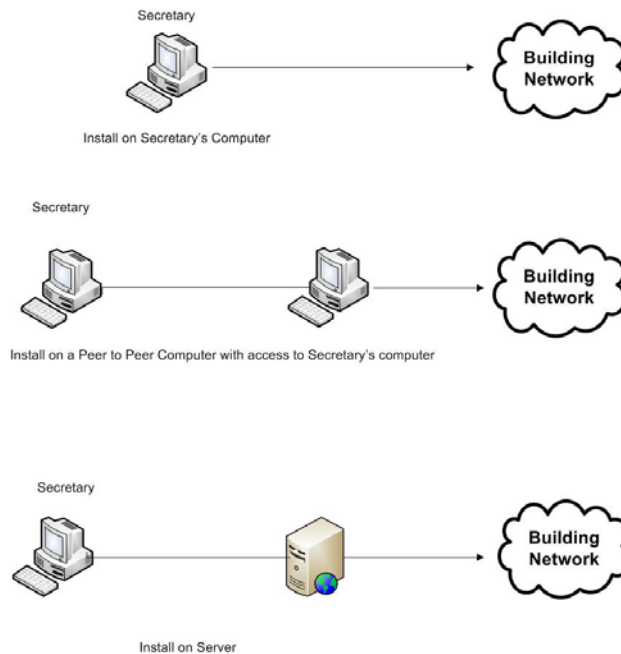 Secretary
Building
Network
Install on Secretary's Computer
Secretary
Building
Network
Install on a Peer to Peer Computer with access to Secretary's computer
Secretary
Building
Network
Install on Server